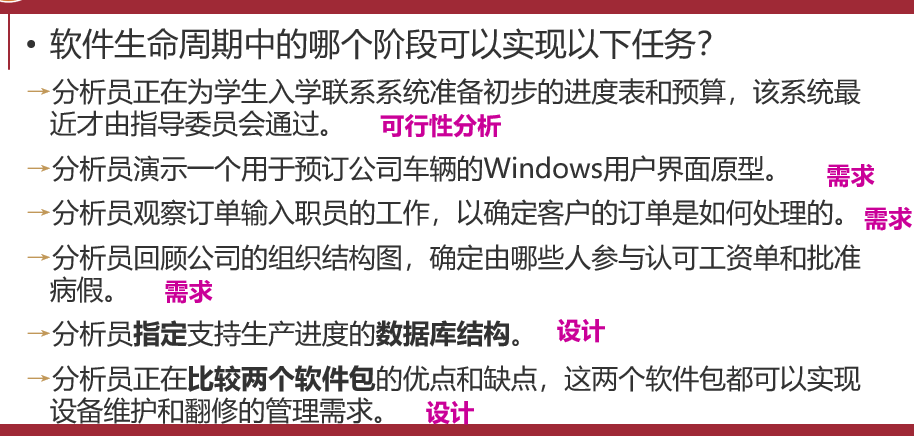 • 软件生命周期中的哪个阶段可以实现以下任务？
→分析员正在为学生入学联系系统准备初步的进度表和预算，该系统最
近才由指导委员会通过。 可行性分析
→分析员演示一个用于预订公司车辆的Windows用户界面原型。 需求
→分析员观察订单输入职员的工作，以确定客户的订单是如何处理的。 需求
→分析员回顾公司的组织结构图，确定由哪些人参与认可工资单和批准
病假。 需求
→分析员指定支持生产进度的数据库结构。 设计
→分析员正在比较两个软件包的优点和缺点，这两个软件包都可以实现
设备维护和翻修的管理需求。 设计